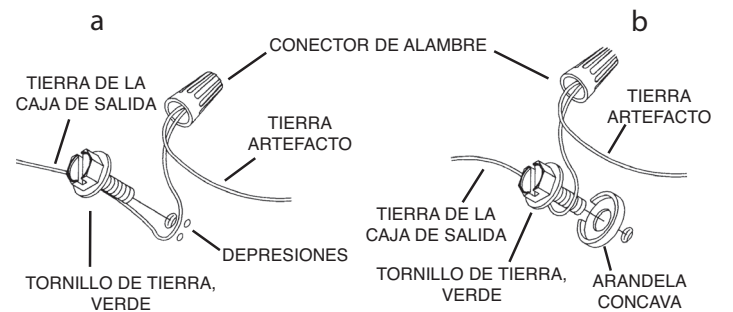 a
b
CONECTOR DE ALAMBRE
TIERRA DE LA
CAJA DE SALIDA
TIERRA
ARTEFACTO
DEPRESIONES
TORNILLO DE TIERRA,
VERDE
TIERRA
ARTEFACTO
TIERRA DE LA
CAJA DE SALIDA
TORNILLO DE TIERRA,
VERDE
ARANDELA
CONCAVA